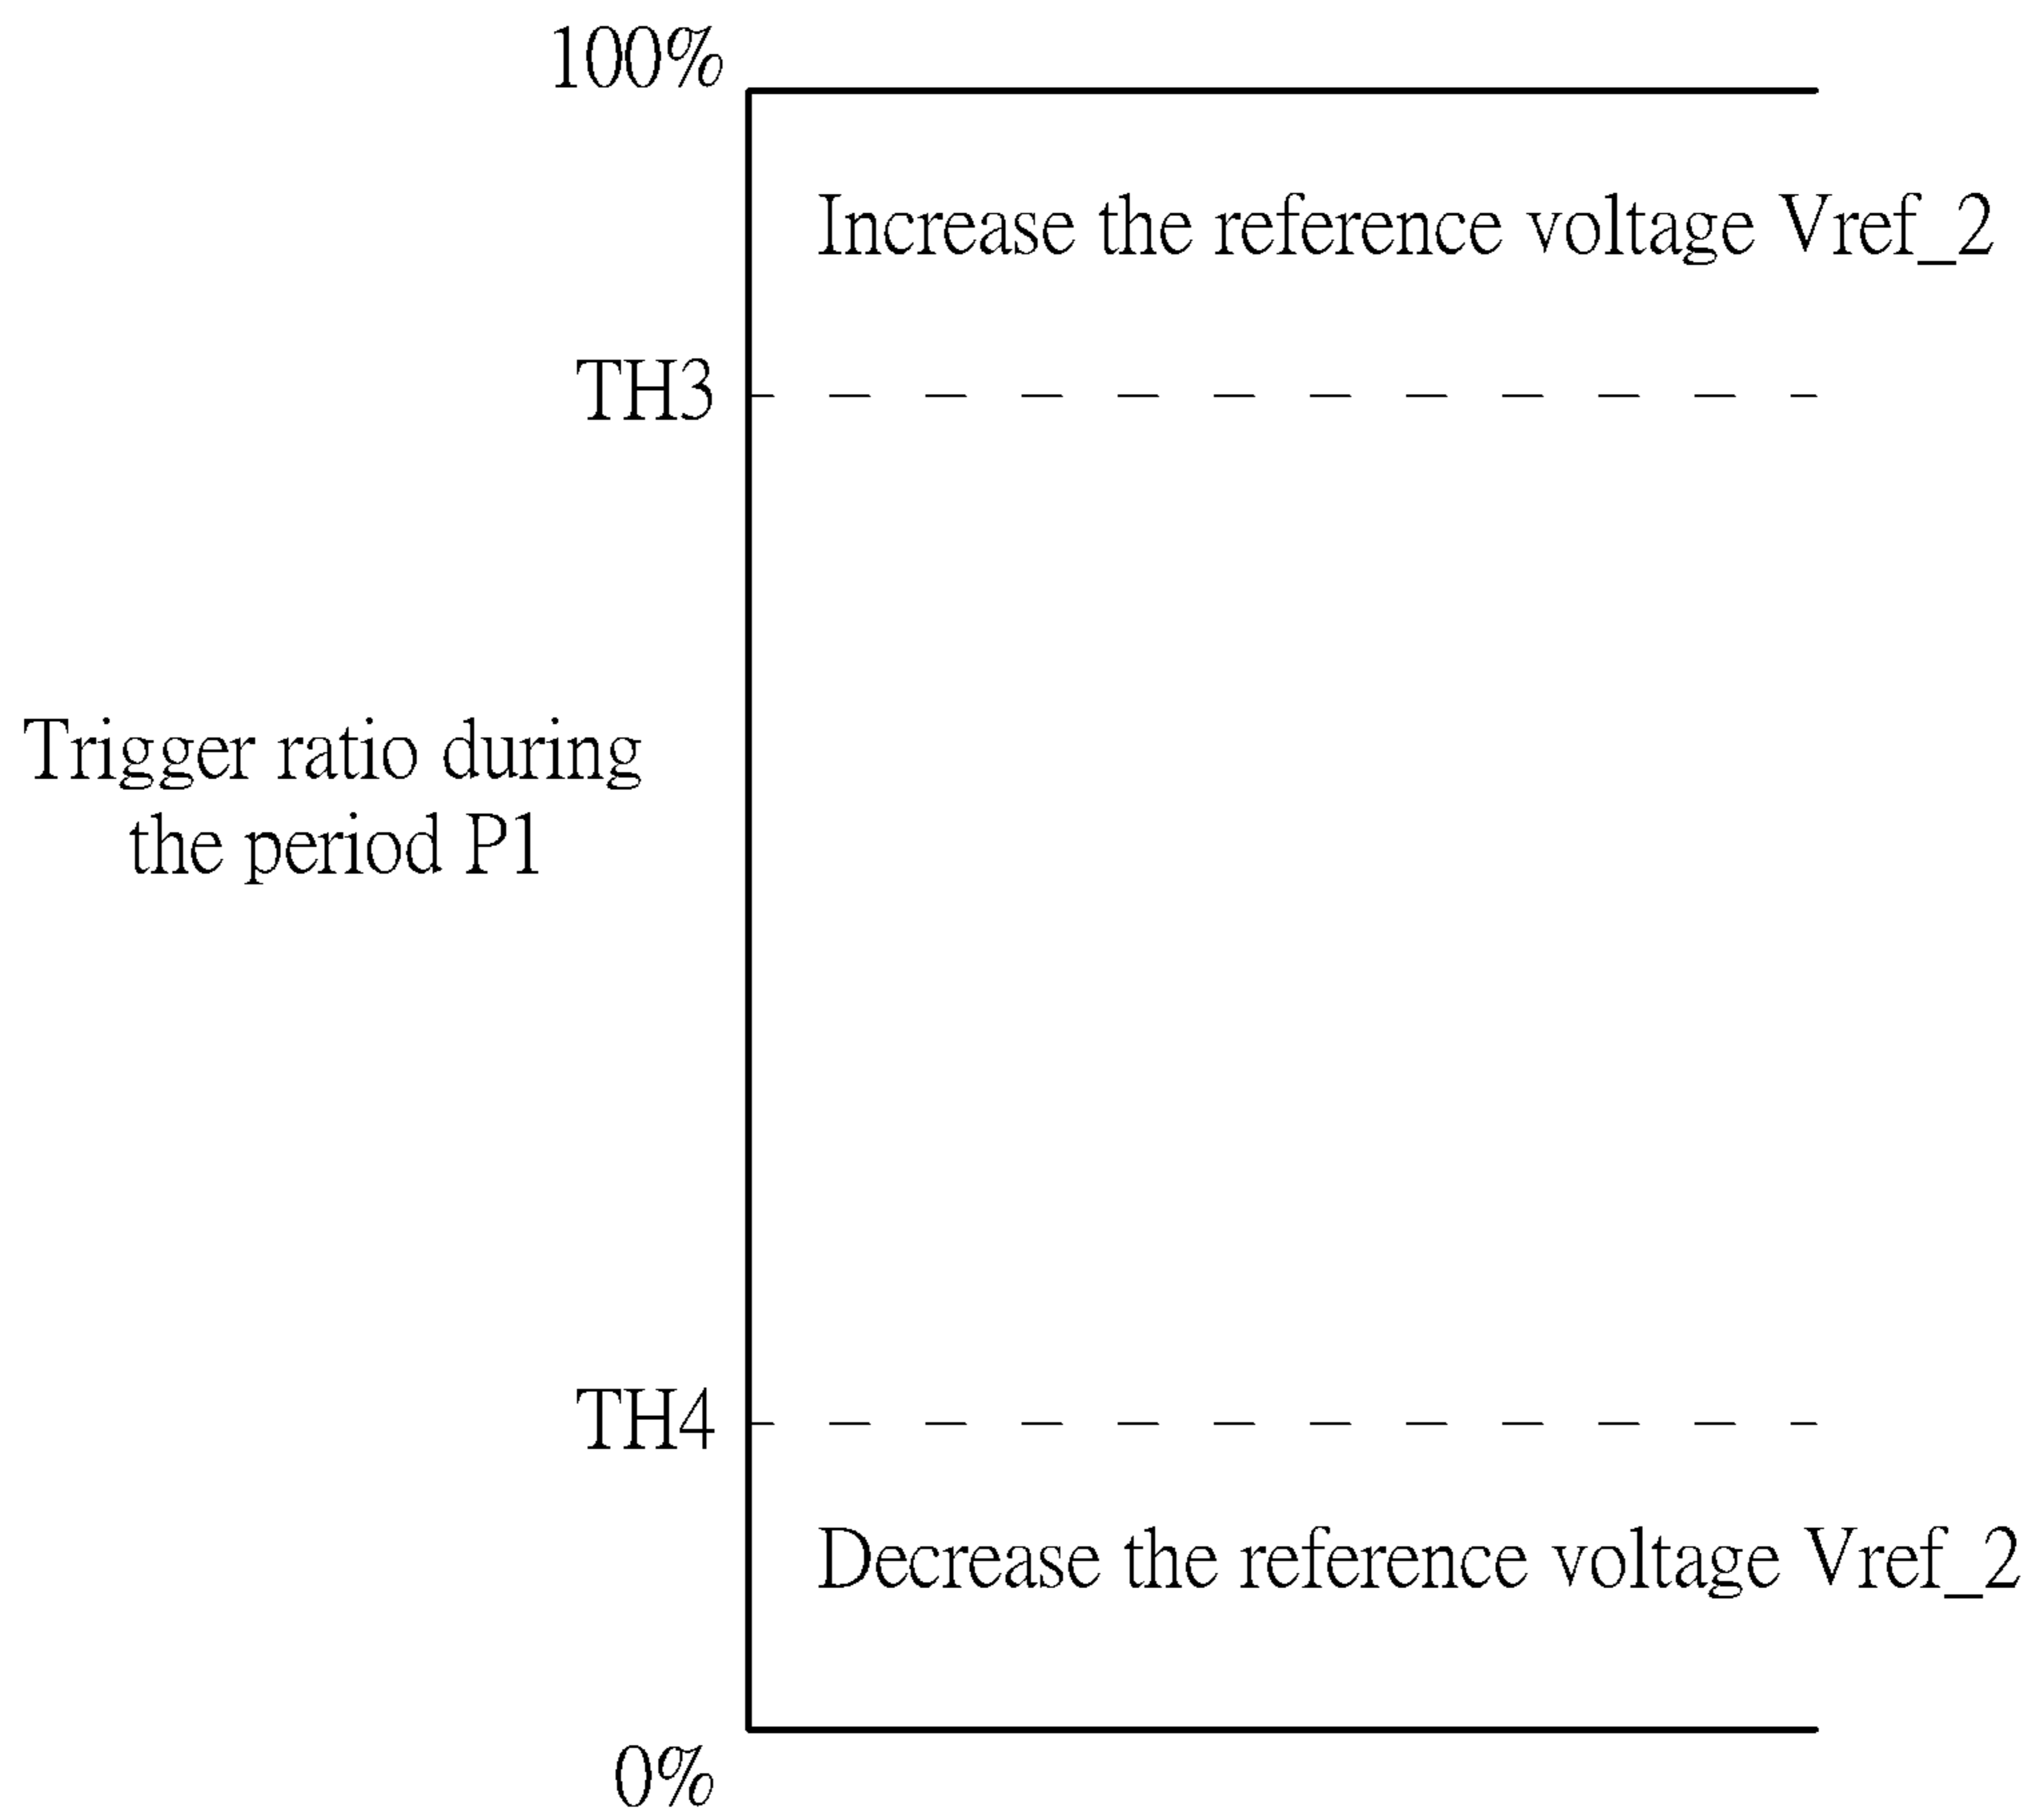 100%
Increase the reference voltage Vref_2
TH3
Trigger ratio during
the period P1
TH4
Decrease the reference voltage Vref_2
0%